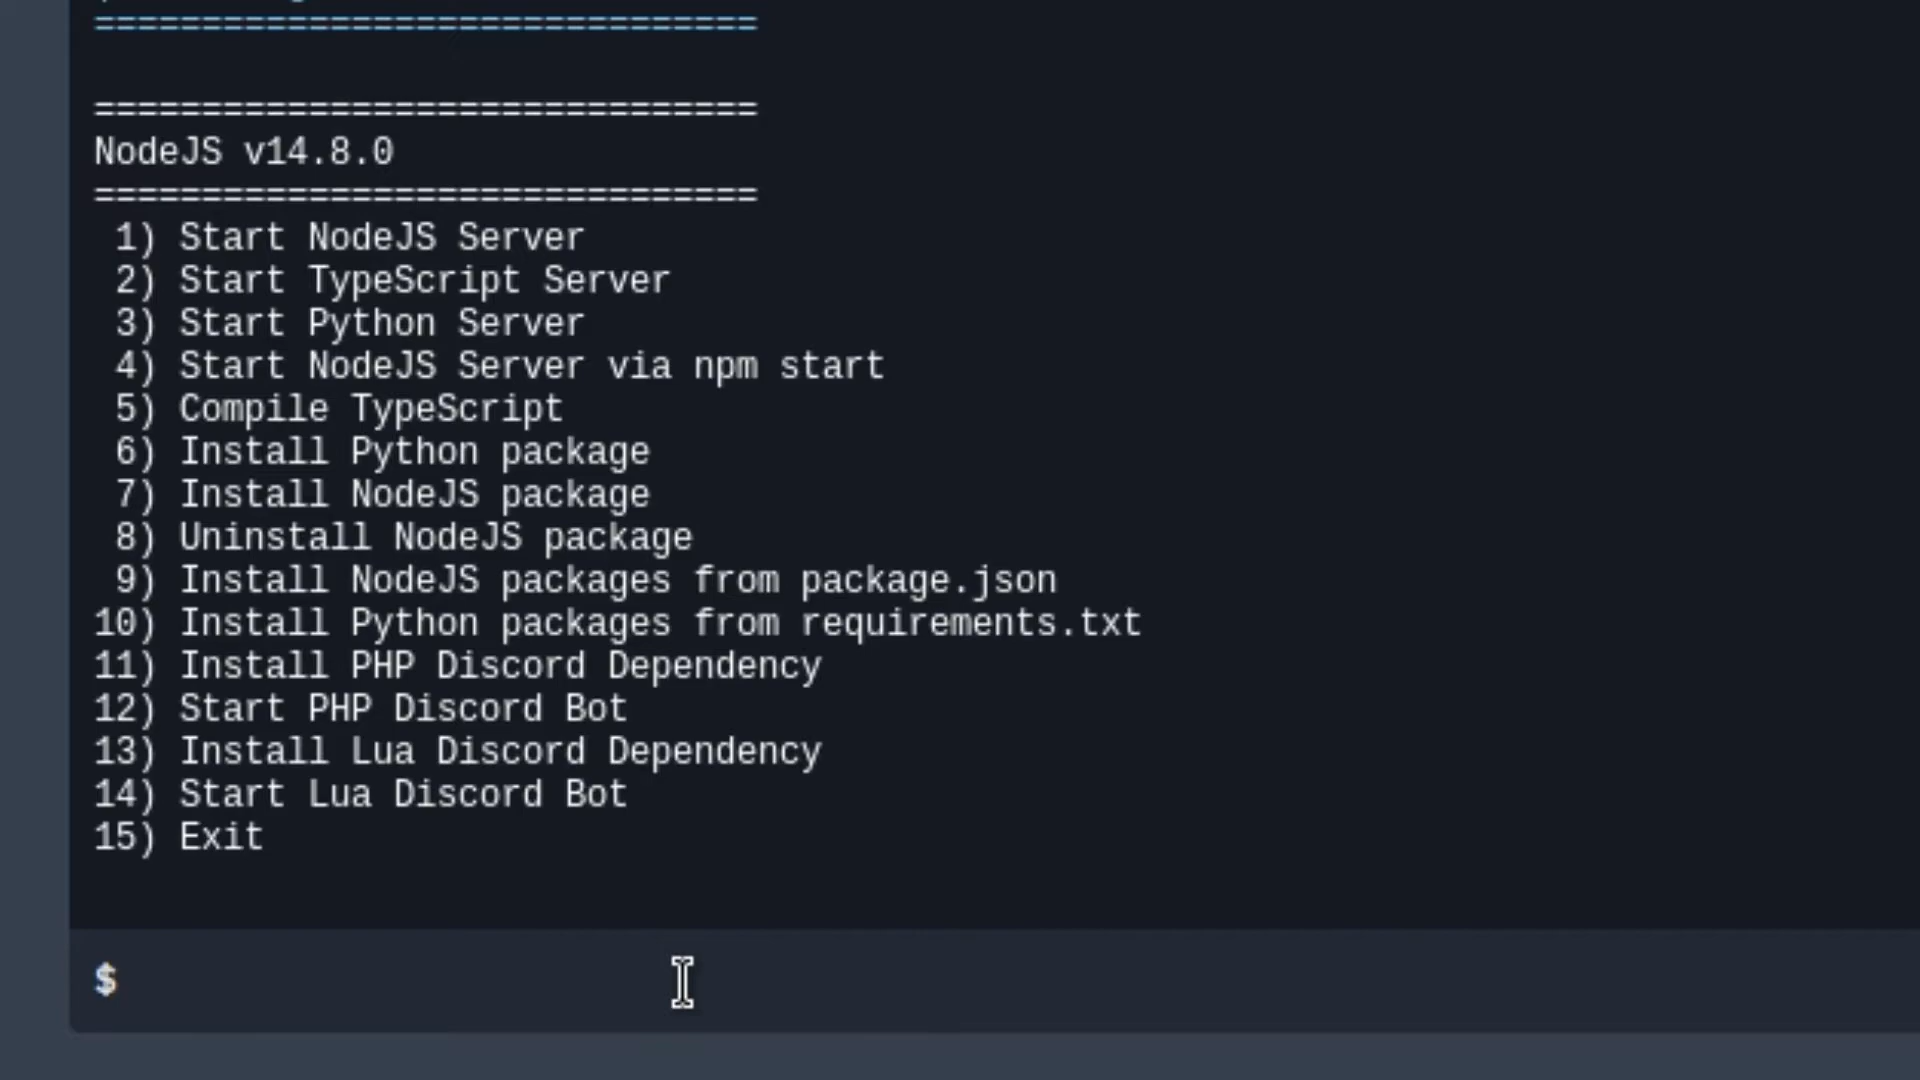 ===============================
===============================
NodeJS v14.8.0
===============================
1) Start NodeJS Server
2) Start TypeScript Server
3) Start Python Server
4) Start NodeJS Server via npm start
5) Compile TypeScript
6) Install Python package
7) Install NodeJS package
8) Uninstall NodeJS package
9) Install NodeJS packages from package.json
10) Install Python packages from requirements.txt
11) Install PHP Discord Dependency
12) Start PHP Discord Bot
13) Install Lua Discord Dependency
14) Start Lua Discord Bot
15) Exit
$